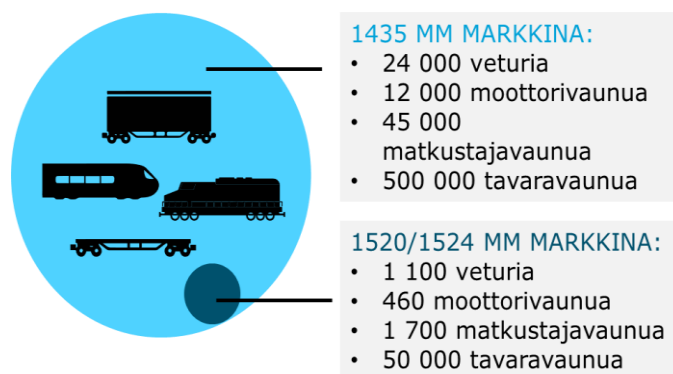 1435 MM MARKKINA:
• 24 000 veturia
• 12 000 moottorivaunua
• 45 000
matkustajavaunua
• 500 000 tavaravaunua
1520/1524 MM MARKKINA:
• 1 100 veturia
• 460 moottorivaunua
• 1 700 matkustajavaunua
• 50 000 tavaravaunua